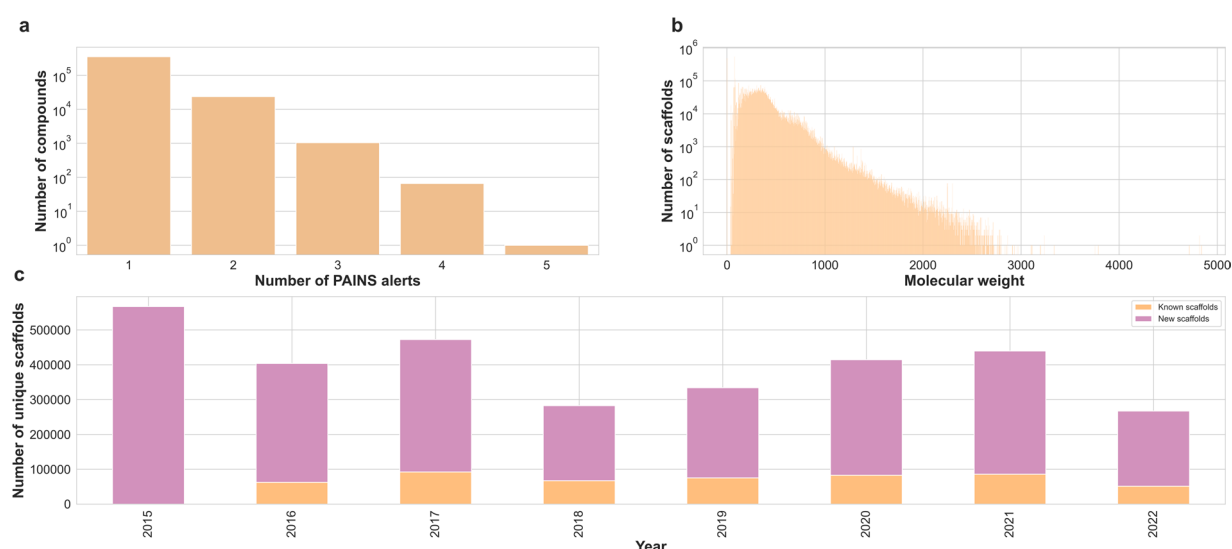 a
Number of compounds
10^5
10^4
10^3
10^2
10^1
10^0
1 2 3 4 5
Number of PAINS alerts
b
Number of scaffolds
10^6
10^5
10^4
10^3
10^2
10^1
10^0
0 1000 2000 3000 4000 5000
Molecular weight
c
Number of unique scaffolds
500000
400000
300000
200000
100000
0
Known scaffolds
New scaffolds
2015 2016 2017 2018 2019 2020 2021 2022
Year